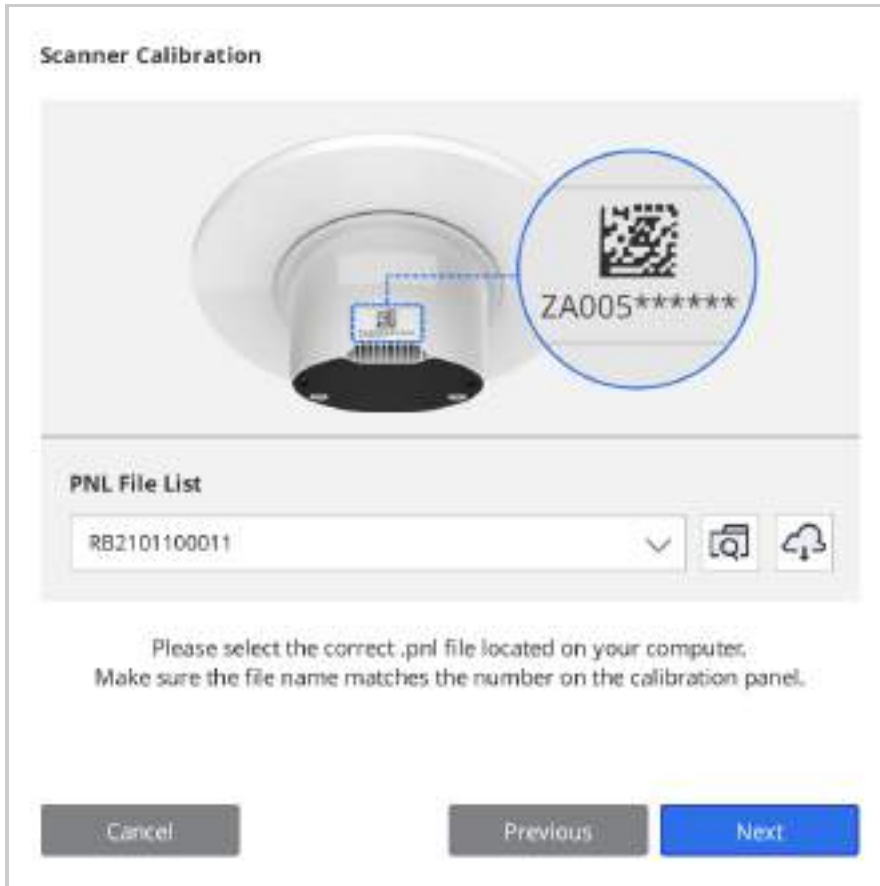 Scanner Calibration
ZA005******
PNL File List
RB2101100011
Please select the correct .pnl file located on your computer.
Make sure the file name matches the number on the calibration panel.
Cancel
Previous
Next